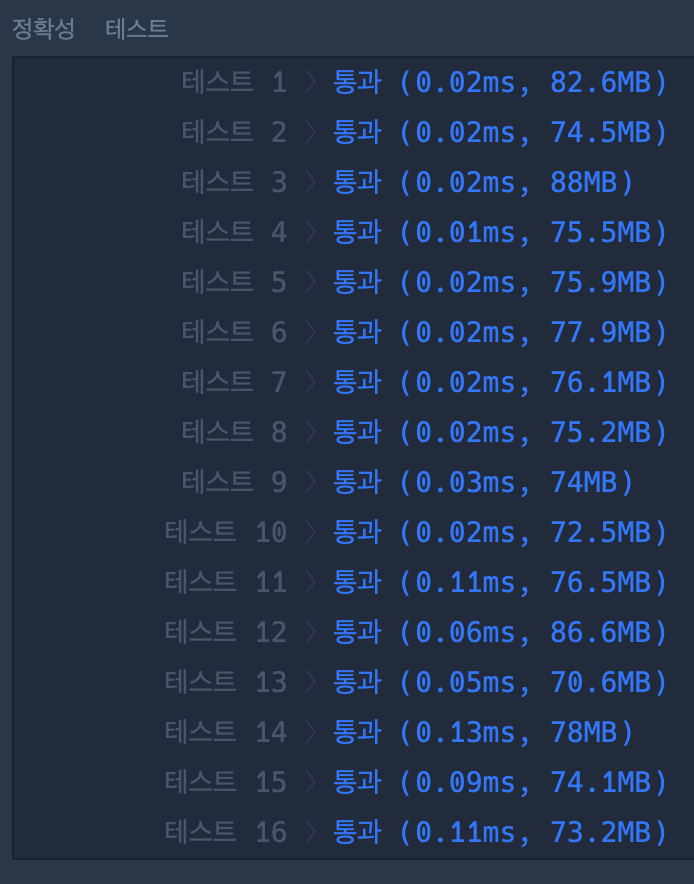 정확성 테스트
테스트 1 > 통과 (0.02ms, 82.6MB)
테스트 2 > 통과 (0.02ms, 74.5MB)
테스트 3 > 통과 (0.02ms, 88MB)
테스트 4 > 통과 (0.01ms, 75.5MB)
테스트 5 > 통과 (0.02ms, 75.9MB)
테스트 6 > 통과 (0.02ms, 77.9MB)
테스트 7 > 통과 (0.02ms, 76.1MB)
테스트 8 > 통과 (0.02ms, 75.2MB)
테스트 9 > 통과 (0.03ms, 74MB)
테스트 10 > 통과 (0.02ms, 72.5MB)
테스트 11 > 통과 (0.11ms, 76.5MB)
테스트 12 > 통과 (0.06ms, 86.6MB)
테스트 13 > 통과 (0.05ms, 70.6MB)
테스트 14 > 통과 (0.13ms, 78MB)
테스트 15 > 통과 (0.09ms, 74.1MB)
테스트 16 > 통과 (0.11ms, 73.2MB)